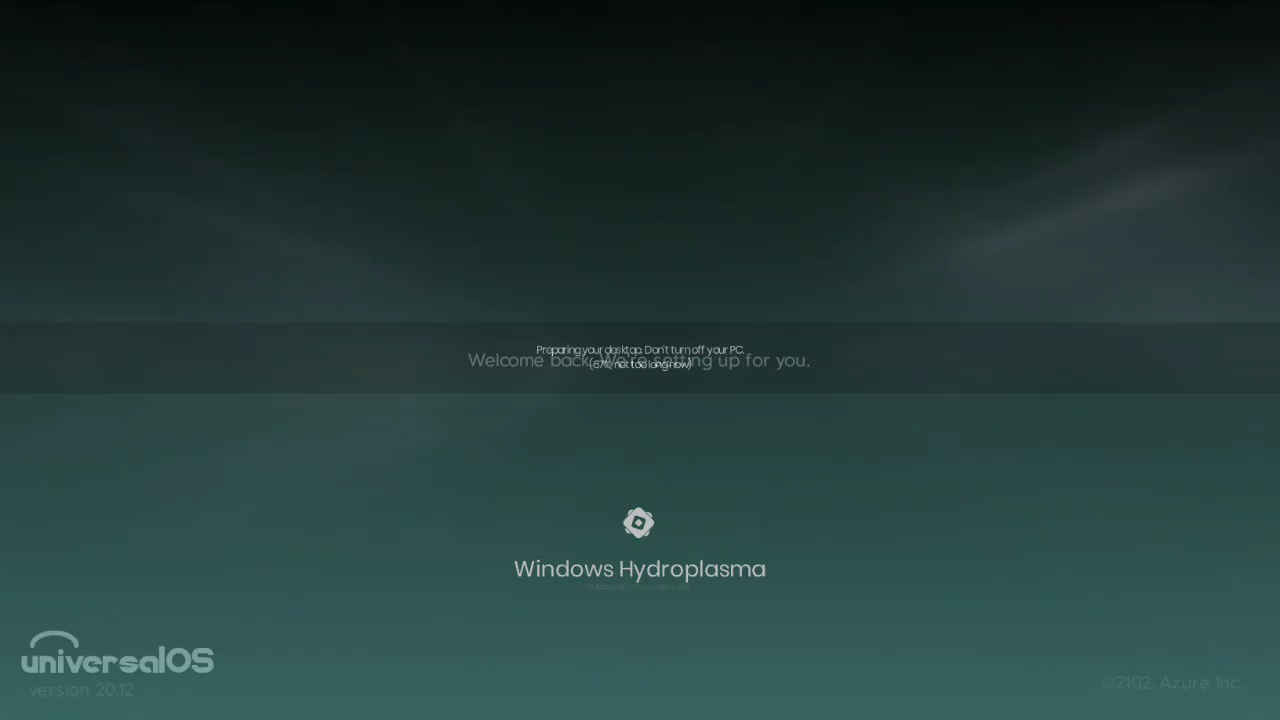 Preparing your desktop. Don't turn off your PC.
Welcome back. We're setting up for you.
(67%, not too long now)
Windows Hydroplasma
universalOS
version 20.12
©2102, Azure Inc.